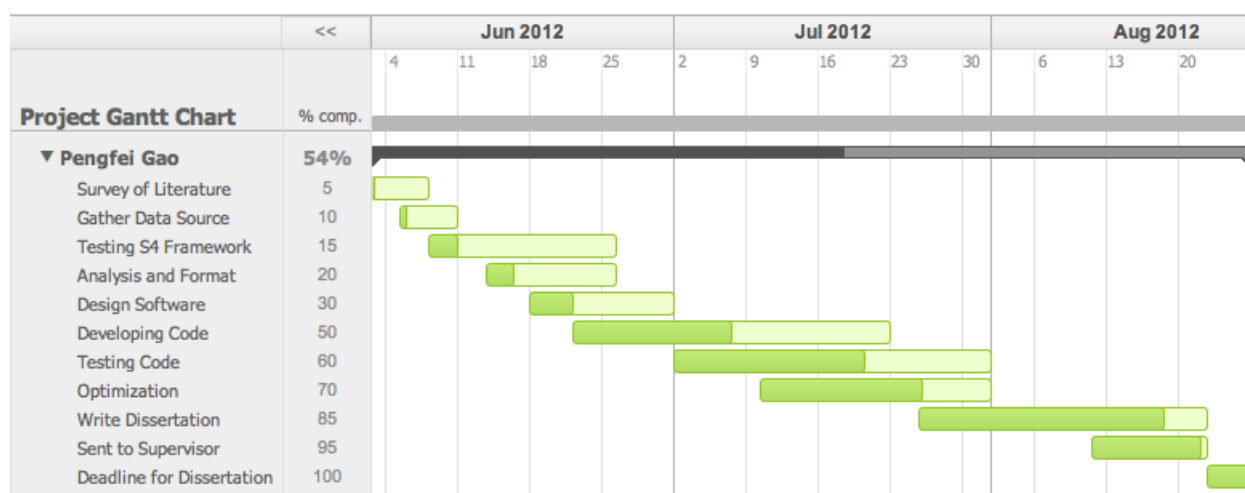 << Jun 2012 Jul 2012 Aug 2012
4 11 18 25 2 9 16 23 30 6 13 20
Project Gantt Chart % comp.
Pengfei Gao 54%
Survey of Literature 5
Gather Data Source 10
Testing S4 Framework 15
Analysis and Format 20
Design Software 30
Developing Code 50
Testing Code 60
Optimization 70
Write Dissertation 85
Sent to Supervisor 95
Deadline for Dissertation 100